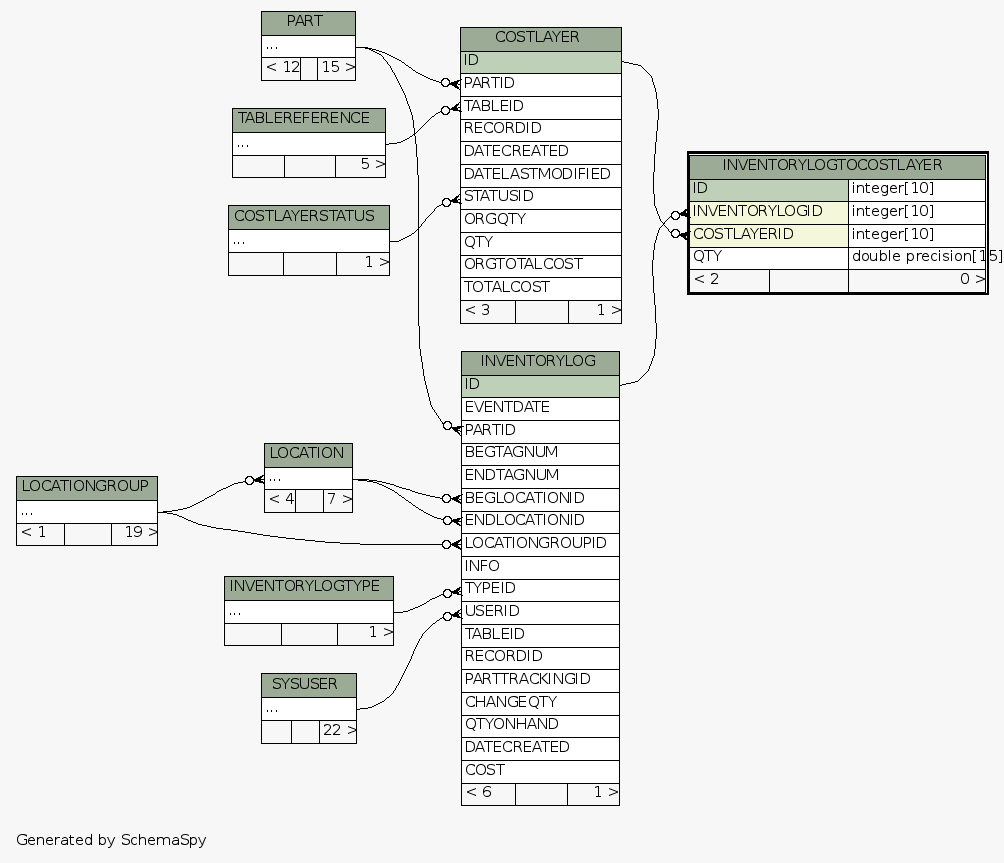 PART
...
< 12 15 >
TABLEREFERENCE
...
5 >
COSTLAYERSTATUS
...
1 >
COSTLAYER
ID
PARTID
TABLEID
RECORDID
DATECREATED
DATELASTMODIFIED
STATUSID
ORGQTY
QTY
ORGTOTALCOST
TOTALCOST
< 3 1 >
INVENTORYLOGTOCOSTLAYER
ID integer[10]
INVENTORYLOGID integer[10]
COSTLAYERID integer[10]
QTY double precision[15]
< 2 0 >
LOCATIONGROUP
...
< 1 19 >
LOCATION
...
< 4 7 >
INVENTORYLOGTYPE
...
1 >
SYSUSER
...
22 >
INVENTORYLOG
ID
EVENTDATE
PARTID
BEGTAGNUM
ENDTAGNUM
BEGLOCATIONID
ENDLOCATIONID
LOCATIONGROUPID
INFO
TYPEID
USERID
TABLEID
RECORDID
PARTTRACKINGID
CHANGEQTY
QTYONHAND
DATECREATED
COST
< 6 1 >
Generated by SchemaSpy